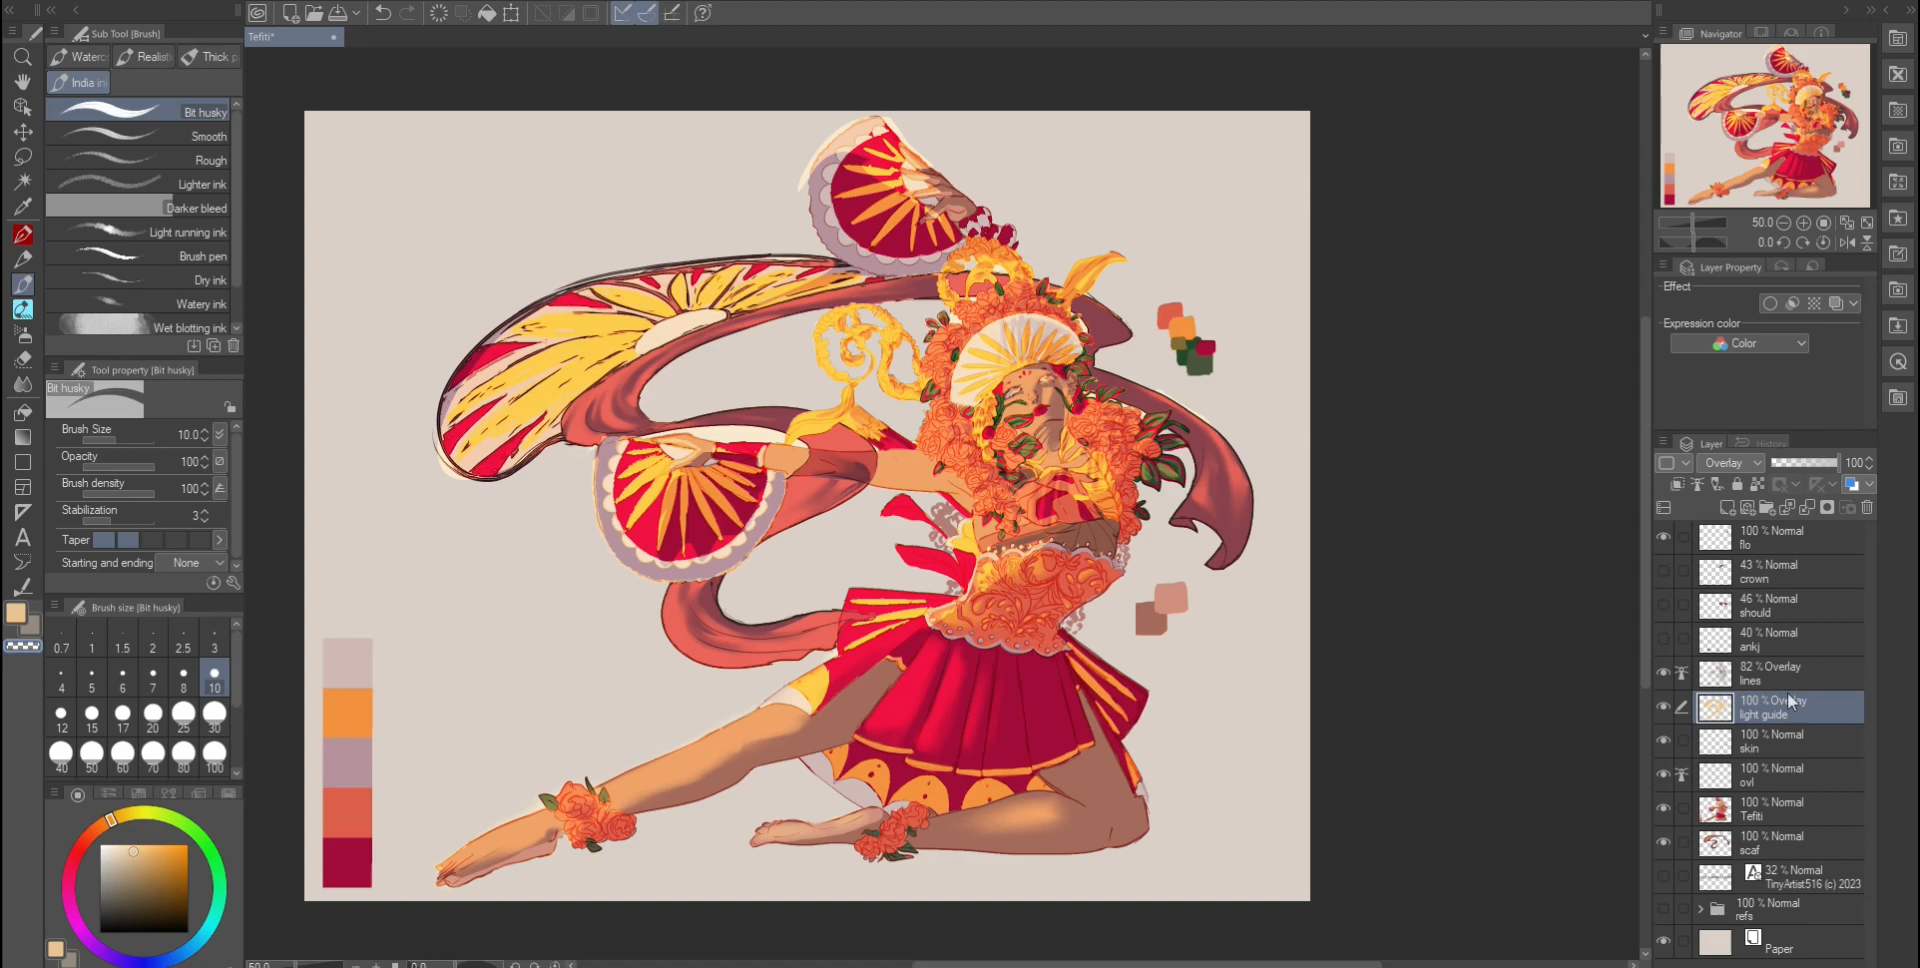 Sub Tool [Brush]
Waterc
Realisti
Thick p
India in
Bit husky
Smooth
Rough
Lighter ink
Darker bleed
Light running ink
Brush pen
Dry ink
Watery ink
Wet blotting ink
Tool property [Bit husky]
Bit husky
Brush Size 10.0
Opacity 100
Brush density 100
Stabilization 3
Taper
Starting and ending None
Brush size [Bit husky]
0.7 1 1.5 2 2.5 3
4 5 6 7 8 10
12 15 17 20 25 30
40 50 60 70 80 100
Tefiti*
50.0
0.0
Navigator
50.0
0.0
Layer Property
Effect
Expression color
Color
Layer
History
Overlay 100
100 % Normal
flo
43 % Normal
crown
46 % Normal
should
40 % Normal
ankj
82 % Overlay
lines
100 % Overlay
light guide
100 % Normal
skin
100 % Normal
ovl
100 % Normal
Tefiti
100 % Normal
scaf
32 % Normal
TinyArtist516 (c) 2023
100 % Normal
refs
Paper